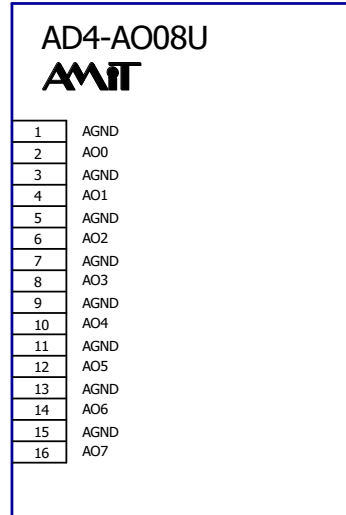 AD4-AO08U
AMiT
1 AGND
2 AO0
3 AGND
4 AO1
5 AGND
6 AO2
7 AGND
8 AO3
9 AGND
10 AO4
11 AGND
12 AO5
13 AGND
14 AO6
15 AGND
16 AO7